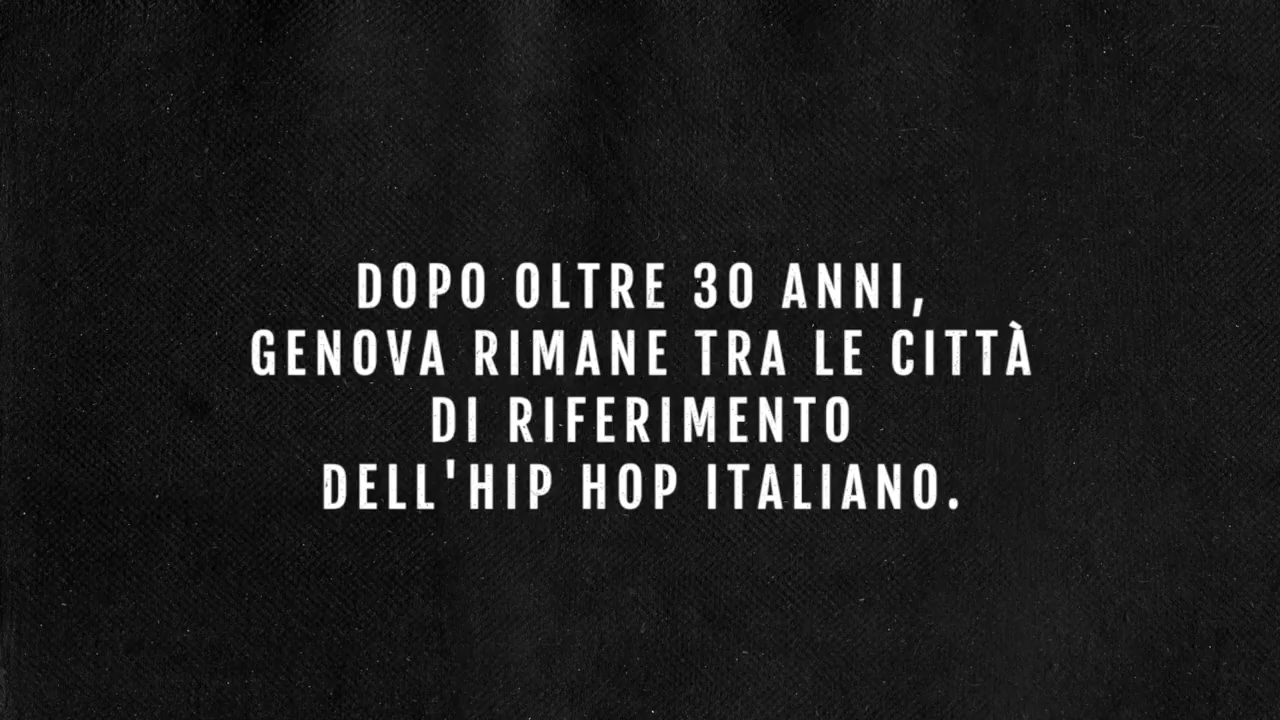 DOPO OLTRE 30 ANNI,
GENOVA RIMANE TRA LE CITTÀ
DI RIFERIMENTO
DELL'HIP HOP ITALIANO.